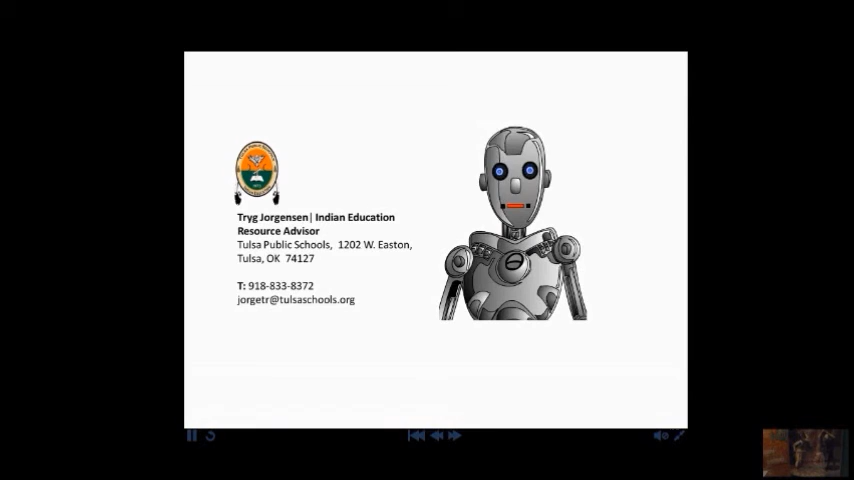 Tryg Jorgensen| Indian Education
Resource Advisor
Tulsa Public Schools, 1202 W. Easton,
Tulsa, OK 74127
T: 918-833-8372
jorgetr@tulsaschools.org